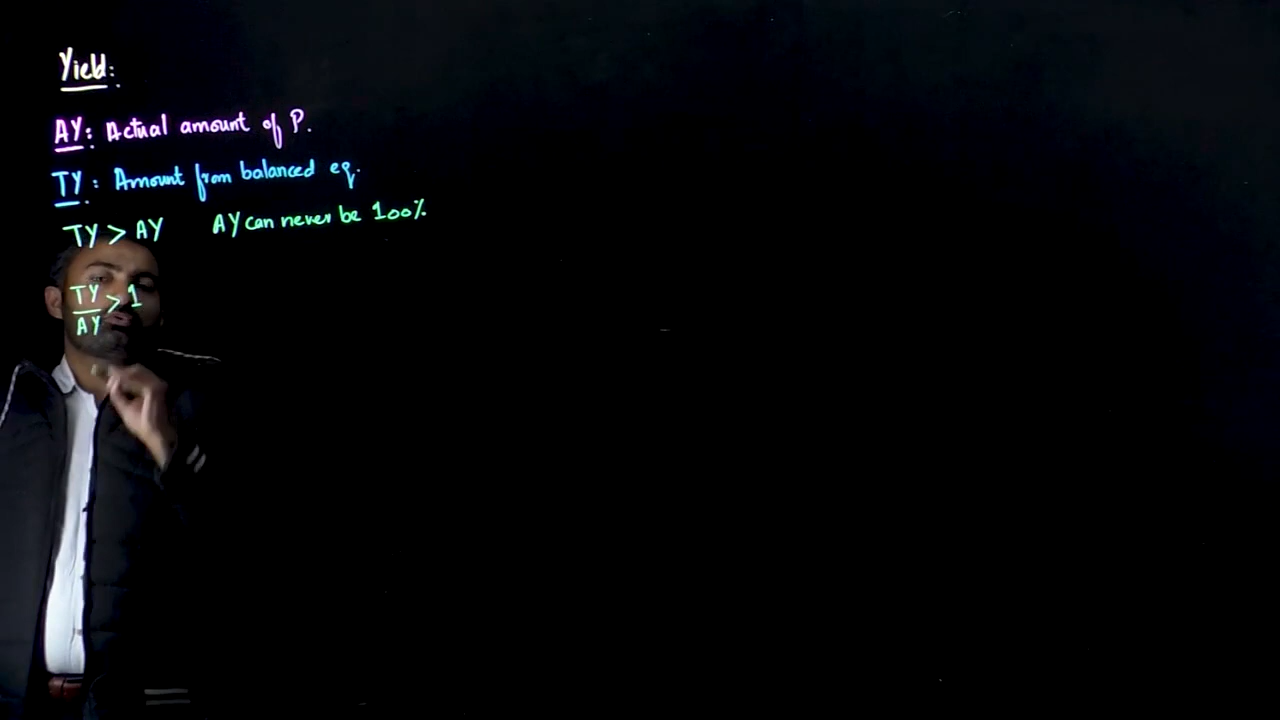 Yield:
AY: Actual amount of P.
TY: Amount from balanced eq.
TY > AY AY can never be 100%
TY/AY > 1